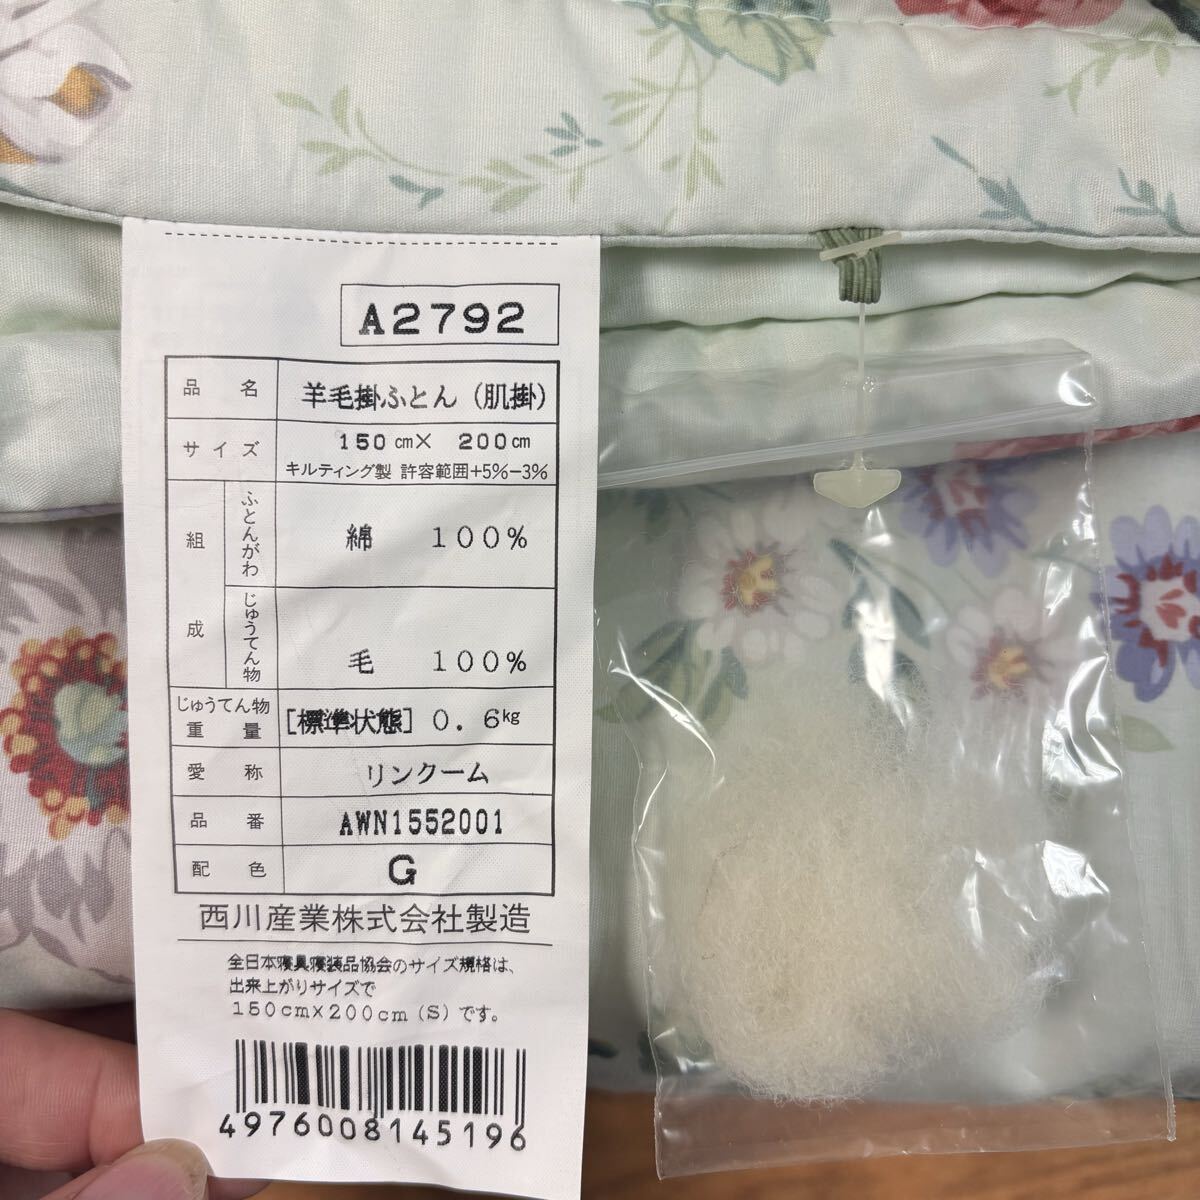 A2792
品名 羊毛掛ふとん（肌掛）
サイズ 150㎝× 200㎝
キルティング製 許容範囲+5%−3%
組成 ふとんがわ 綿 100%
じゅうてん物 毛 100%
じゅうてん物重量 [標準状態] 0.6㎏
愛称 リンクーム
品番 AWN1552001
配色 G
西川産業株式会社製造
全日本寝具寝装品協会のサイズ規格は、
出来上がりサイズで
150cm×200cm(S)です。
4976008145196